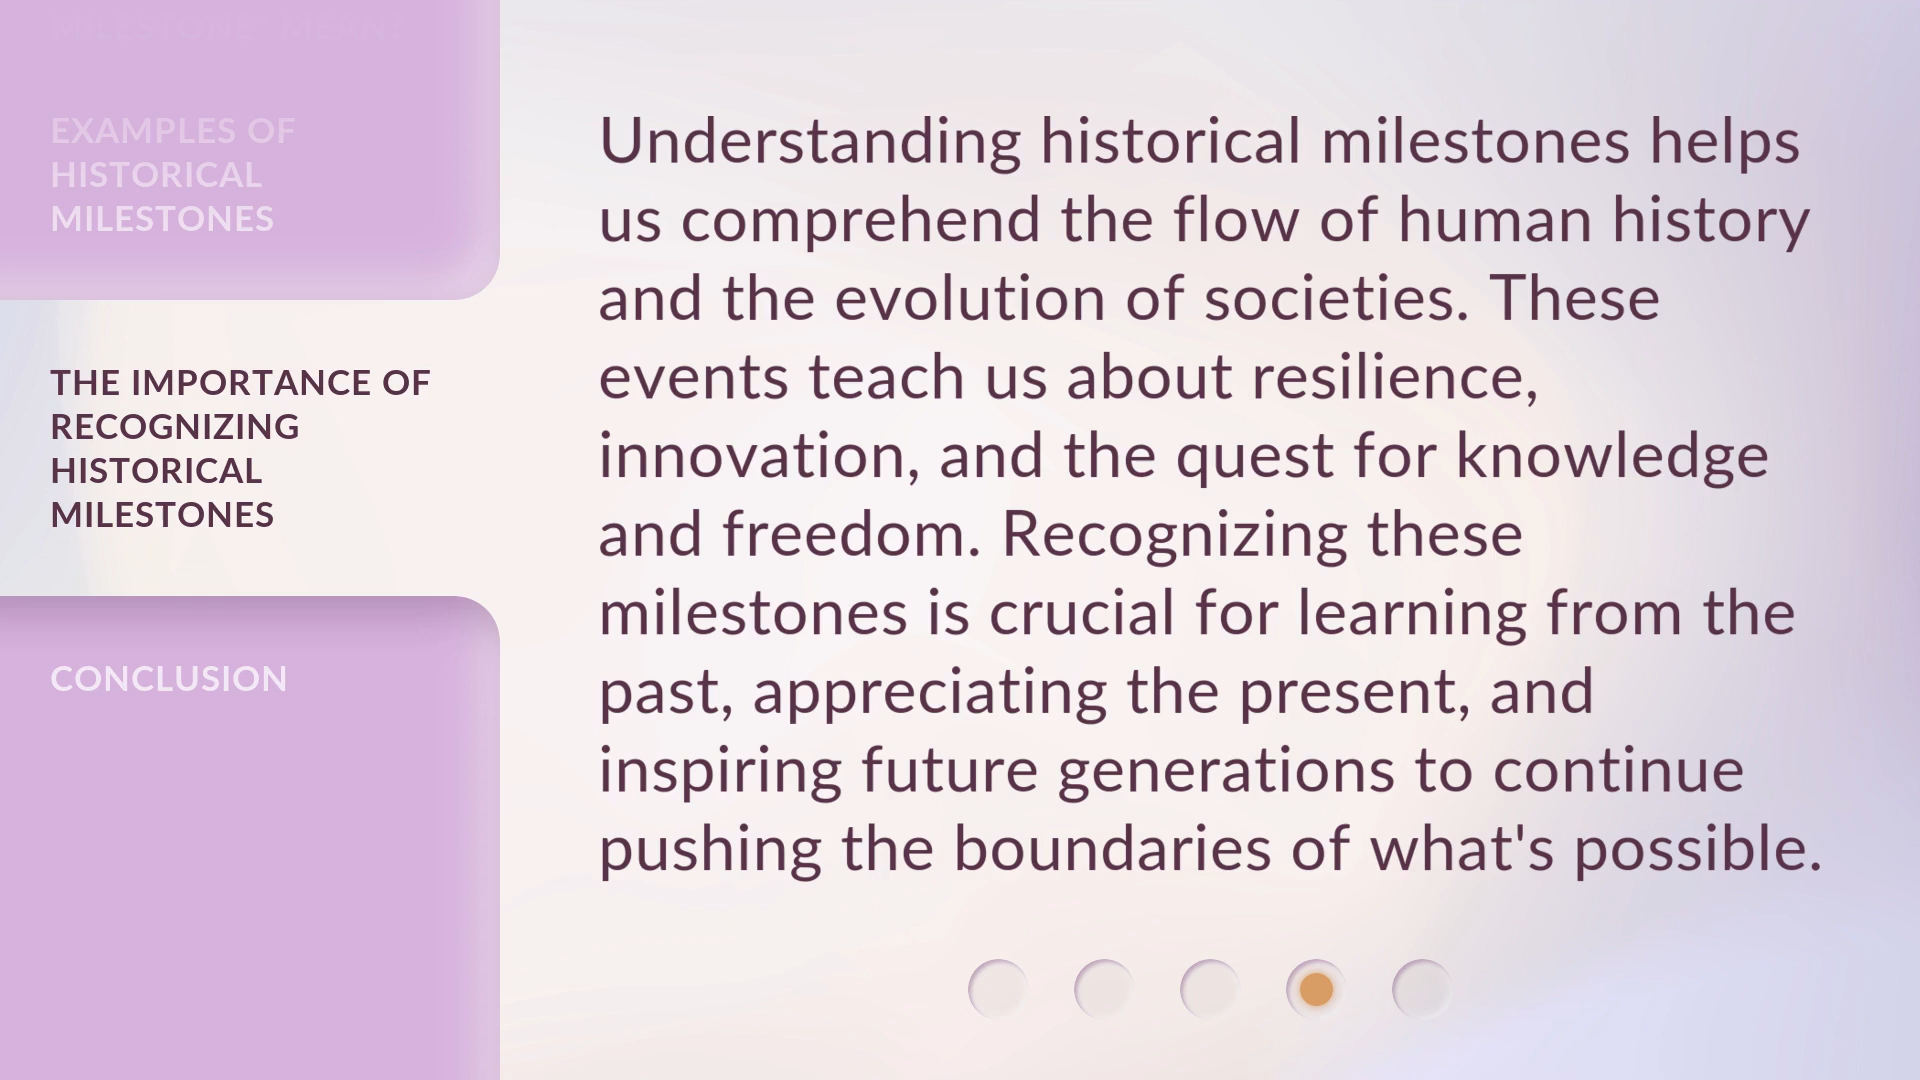 MILESTONE" MEAN?
EXAMPLES OF
HISTORICAL
MILESTONES
THE IMPORTANCE OF
RECOGNIZING
HISTORICAL
MILESTONES
CONCLUSION
Understanding historical milestones helps
us comprehend the flow of human history
and the evolution of societies. These
events teach us about resilience,
innovation, and the quest for knowledge
and freedom. Recognizing these
milestones is crucial for learning from the
past, appreciating the present, and
inspiring future generations to continue
pushing the boundaries of what's possible.